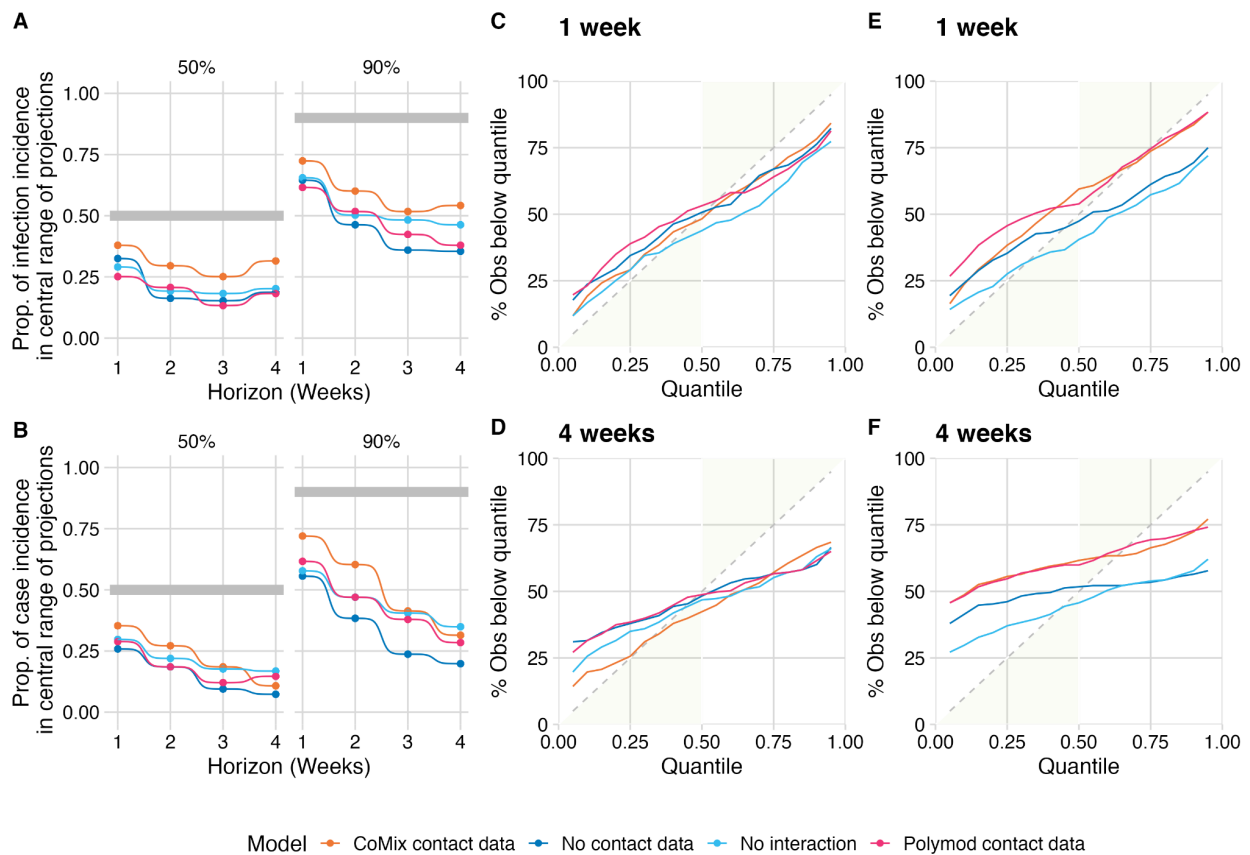 A
50%
90%
Prop. of infection incidence
in central range of projections
1.00
0.75
0.50
0.25
0.00
1 2 3 4
1 2 3 4
Horizon (Weeks)
B
50%
90%
Prop. of case incidence
in central range of projections
1.00
0.75
0.50
0.25
0.00
1 2 3 4
1 2 3 4
Horizon (Weeks)
C
1 week
% Obs below quantile
100
75
50
25
0
0.00 0.25 0.50 0.75 1.00
Quantile
D
4 weeks
% Obs below quantile
100
75
50
25
0
0.00 0.25 0.50 0.75 1.00
Quantile
E
1 week
% Obs below quantile
100
75
50
25
0
0.00 0.25 0.50 0.75 1.00
Quantile
F
4 weeks
% Obs below quantile
100
75
50
25
0
0.00 0.25 0.50 0.75 1.00
Quantile
Model CoMix contact data No contact data No interaction Polymod contact data